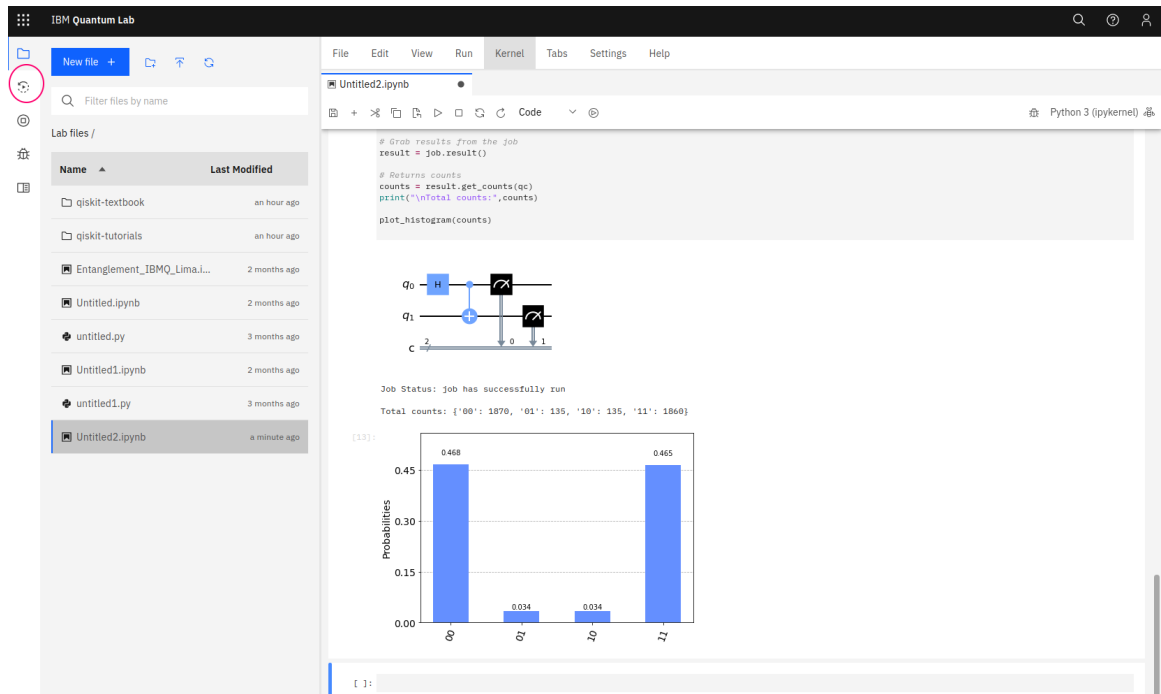 IBM Quantum Lab
New file +
Filter files by name
Lab files /
Name Last Modified
qiskit-textbook an hour ago
qiskit-tutorials an hour ago
Entanglement_IBMQ_Lima.i... 2 months ago
Untitled.ipynb 2 months ago
untitled.py 3 months ago
Untitled1.ipynb 2 months ago
untitled1.py 3 months ago
Untitled2.ipynb a minute ago
File Edit View Run Kernel Tabs Settings Help
Untitled2.ipynb
Code
Python 3 (ipykernel)
# Grab results from the job
result = job.result()
# Returns counts
counts = result.get_counts(qc)
print("\nTotal counts:",counts)
plot_histogram(counts)
q0 H
q1
c 2 0 1
Job Status: job has successfully run
Total counts: {'00': 1870, '01': 135, '10': 135, '11': 1860}
[13]:
0.468 0.465
0.45
0.30
0.15
0.034 0.034
0.00
Probabilities
00 01 10 11
[ ]: